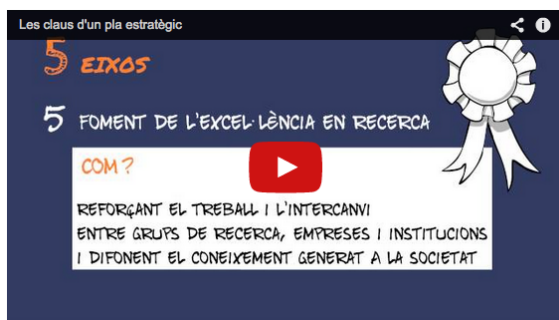 Les claus d'un pla estratègic
5 EIXOS
5 FOMENT DE L'EXCEL·LÈNCIA EN RECERCA
COM?
REFORÇANT EL TREBALL I L'INTERCANVI
ENTRE GRUPS DE RECERCA, EMPRESES I INSTITUCIONS
I DIFONENT EL CONEIXEMENT GENERAT A LA SOCIETAT